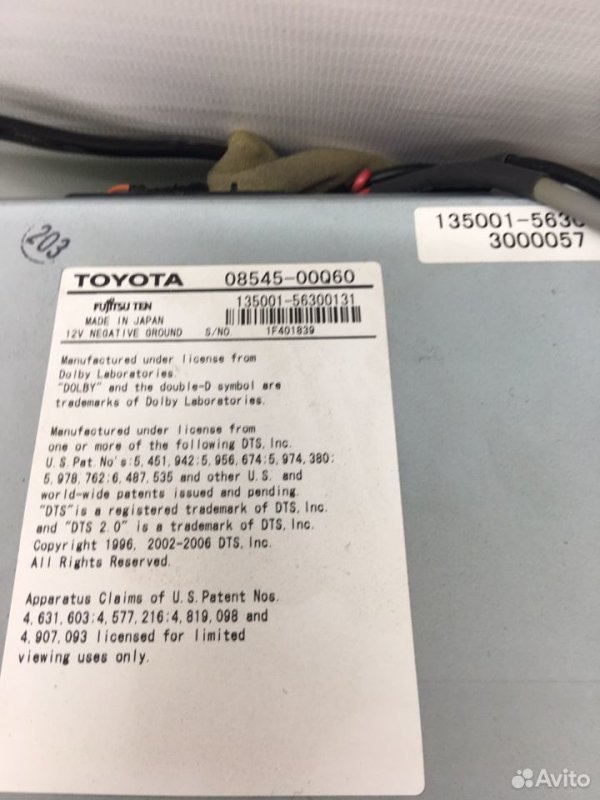 203
135001-5630
3000057
TOYOTA 08545-00Q60
FUJITSU TEN 135001-56300131
MADE IN JAPAN
12V NEGATIVE GROUND S/NO. 1F401839
Manufactured under license from
Dolby Laboratories.
"DOLBY" and the double-D symbol are
trademarks of Dolby Laboratories.
Manufactured under license from
one or more of the following DTS, Inc.
U.S. Pat. No's:5,451,942:5,956,674:5,974,380:
5,978,762:6,487,535 and other U.S. and
world-wide patents issued and pending.
"DTS"is a registered trademark of DTS, Inc.
and "DTS 2.0" is a trademark of DTS, Inc.
Copyright 1996, 2002-2006 DTS, Inc.
All Rights Reserved.
Apparatus Claims of U.S. Patent Nos.
4,631,603:4,577,216:4,819,098 and
4,907,093 licensed for limited
viewing uses only.
Avito